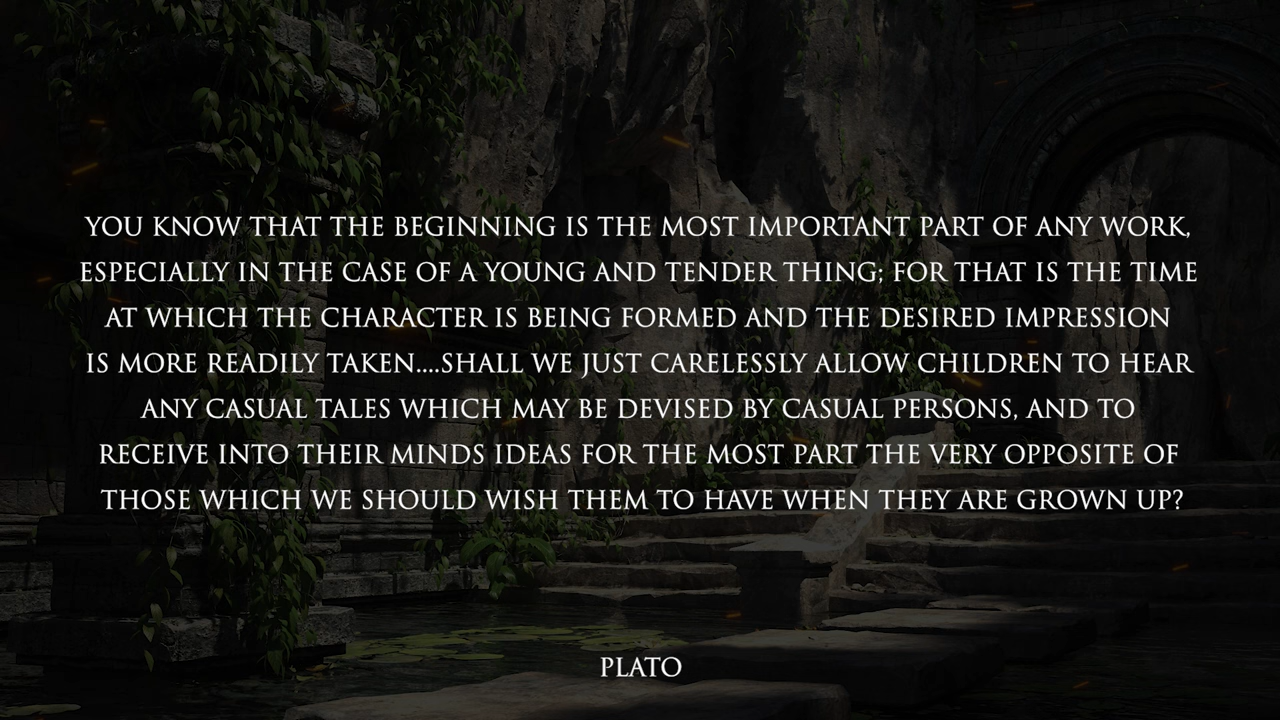 YOU KNOW THAT THE BEGINNING IS THE MOST IMPORTANT PART OF ANY WORK,
ESPECIALLY IN THE CASE OF A YOUNG AND TENDER THING; FOR THAT IS THE TIME
AT WHICH THE CHARACTER IS BEING FORMED AND THE DESIRED IMPRESSION
IS MORE READILY TAKEN....SHALL WE JUST CARELESSLY ALLOW CHILDREN TO HEAR
ANY CASUAL TALES WHICH MAY BE DEVISED BY CASUAL PERSONS, AND TO
RECEIVE INTO THEIR MINDS IDEAS FOR THE MOST PART THE VERY OPPOSITE OF
THOSE WHICH WE SHOULD WISH THEM TO HAVE WHEN THEY ARE GROWN UP?
PLATO